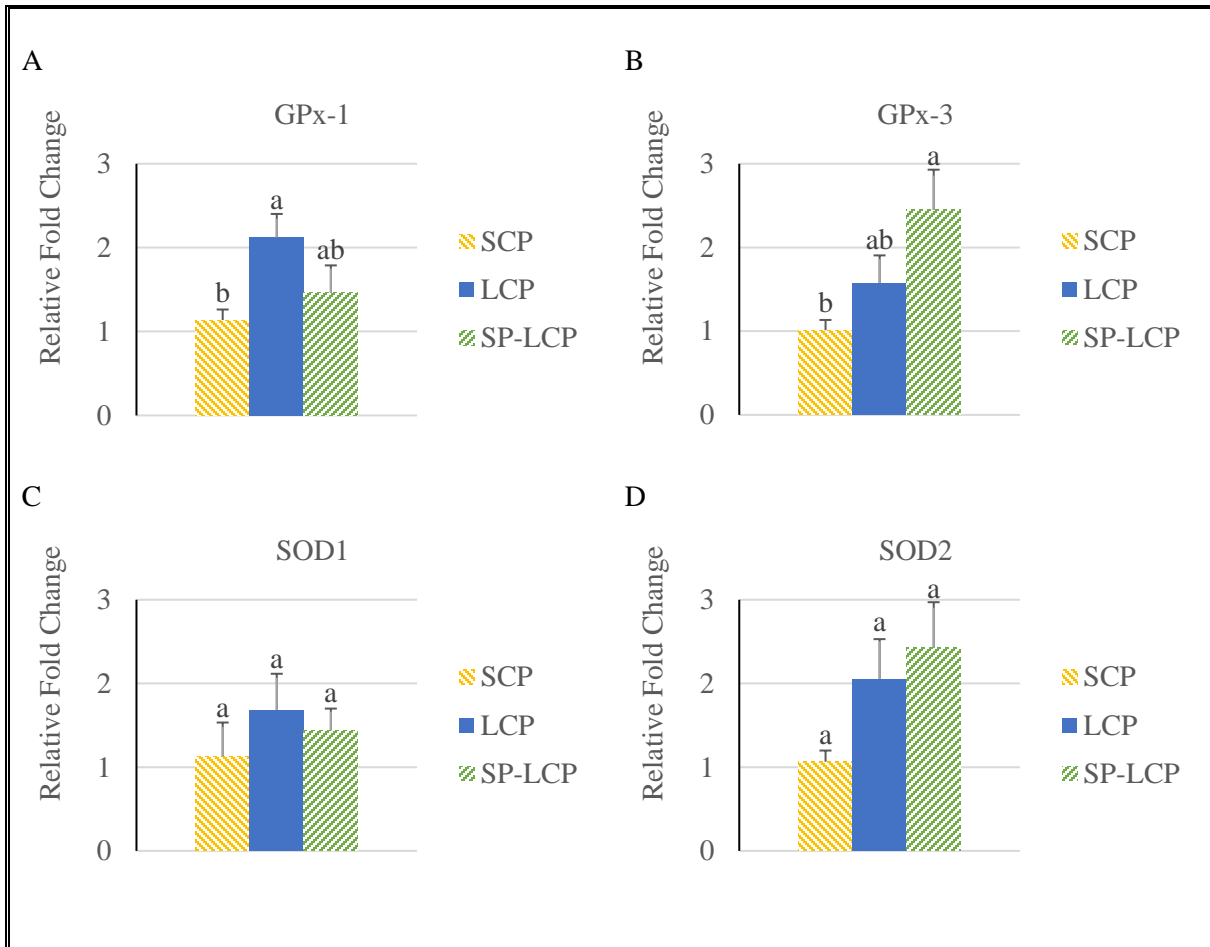 A
GPx-1
Relative Fold Change
3
2
1
0
b
a
ab
SCP
LCP
SP-LCP
B
GPx-3
Relative Fold Change
3
2
1
0
b
ab
a
SCP
LCP
SP-LCP
C
SOD1
Relative Fold Change
3
2
1
0
a
a
a
SCP
LCP
SP-LCP
D
SOD2
Relative Fold Change
3
2
1
0
a
a
a
SCP
LCP
SP-LCP